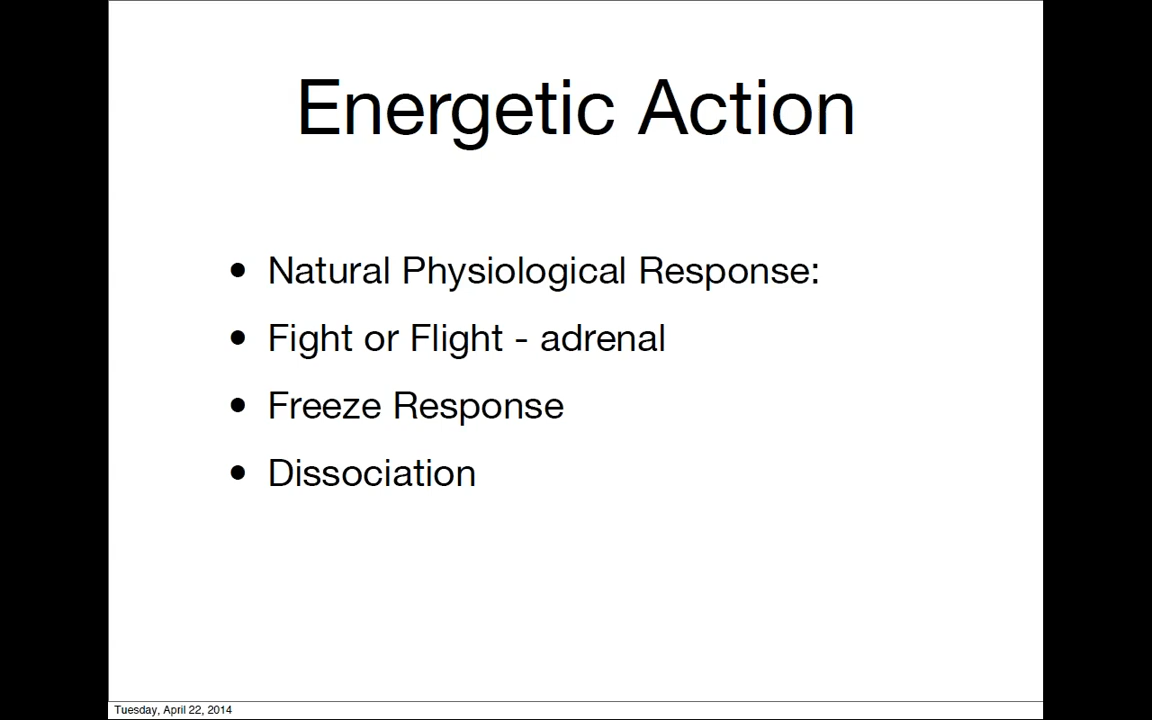 Energetic Action
• Natural Physiological Response:
• Fight or Flight - adrenal
• Freeze Response
• Dissociation
Tuesday, April 22, 2014